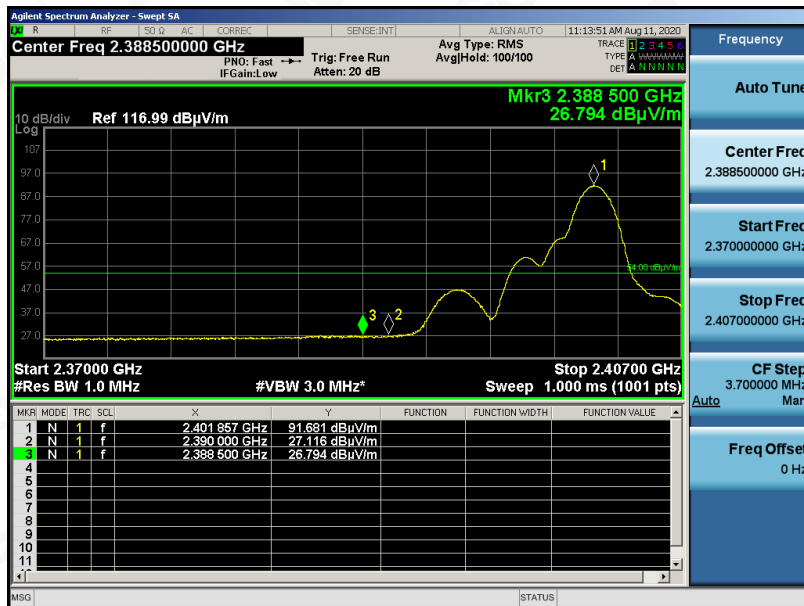 Agilent Spectrum Analyzer - Swept SA
LXI R RF 50 Ω AC CORREC SENSE:INT ALIGN AUTO 11:13:51 AM Aug 11, 2020
Center Freq 2.388500000 GHz
PNO: Fast
IFGain:Low
Trig: Free Run
Atten: 20 dB
Avg Type: RMS
Avg|Hold: 100/100
TRACE 1 2 3 4 5 6
TYPE A WWWWW
DET A N N N N N
Mkr3 2.388 500 GHz
26.794 dBµV/m
10 dB/div Ref 116.99 dBµV/m
Log
107
97.0
87.0
77.0
67.0
57.0
47.0
37.0
27.0
1
54.00 dBµV/m
3
2
Start 2.37000 GHz Stop 2.40700 GHz
#Res BW 1.0 MHz #VBW 3.0 MHz* Sweep 1.000 ms (1001 pts)
MKR MODE TRC SCL X Y FUNCTION FUNCTION WIDTH FUNCTION VALUE
1 N 1 f 2.401 857 GHz 91.681 dBµV/m
2 N 1 f 2.390 000 GHz 27.116 dBµV/m
3 N 1 f 2.388 500 GHz 26.794 dBµV/m
4
5
6
7
8
9
10
11
MSG STATUS
Frequency
Auto Tune
Center Freq
2.388500000 GHz
Start Freq
2.370000000 GHz
Stop Freq
2.407000000 GHz
CF Step
3.700000 MHz
Auto Man
Freq Offset
0 Hz